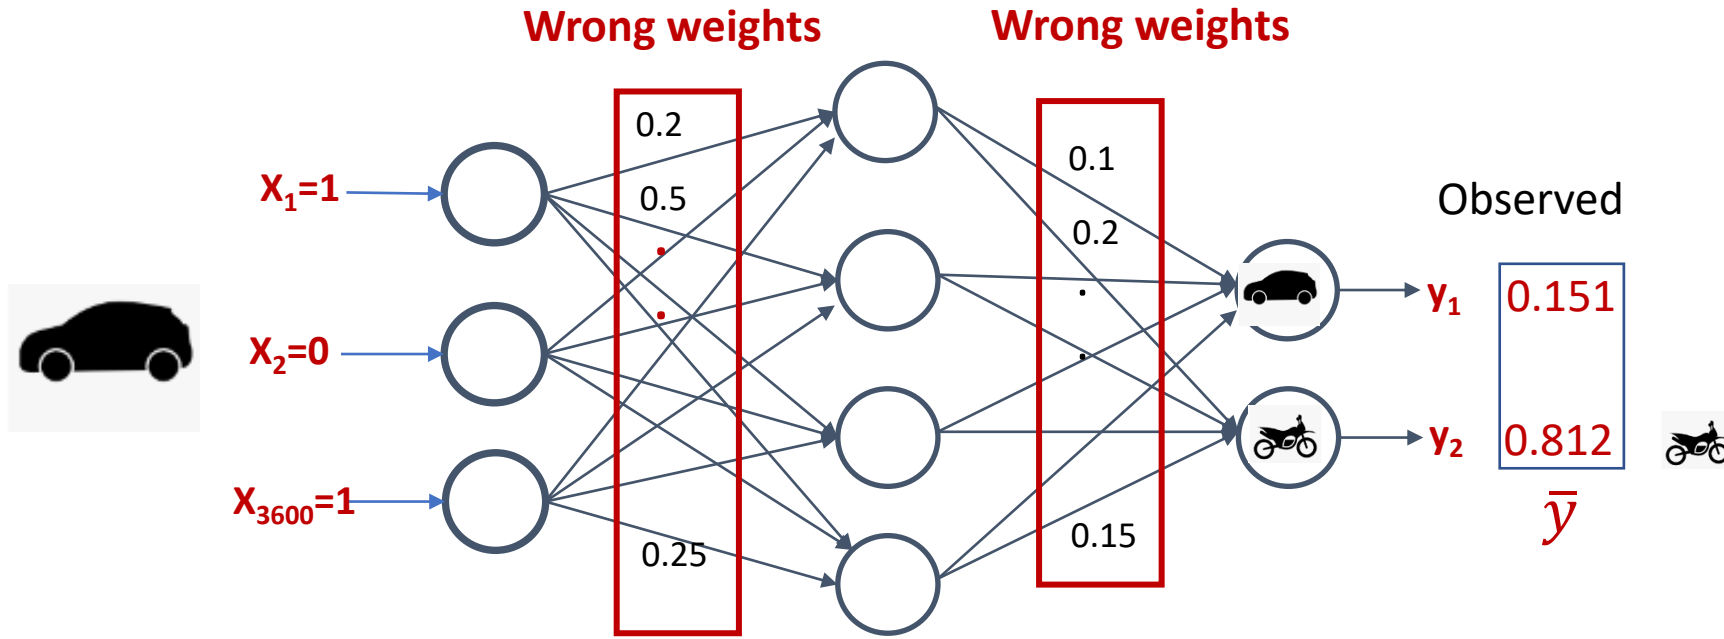 Wrong weights
Wrong weights
0.2
0.5
0.25
0.1
0.2
0.15
X₁=1
X₂=0
X₃₆₀₀=1
Observed
y₁
0.151
y₂
0.812
ȳ